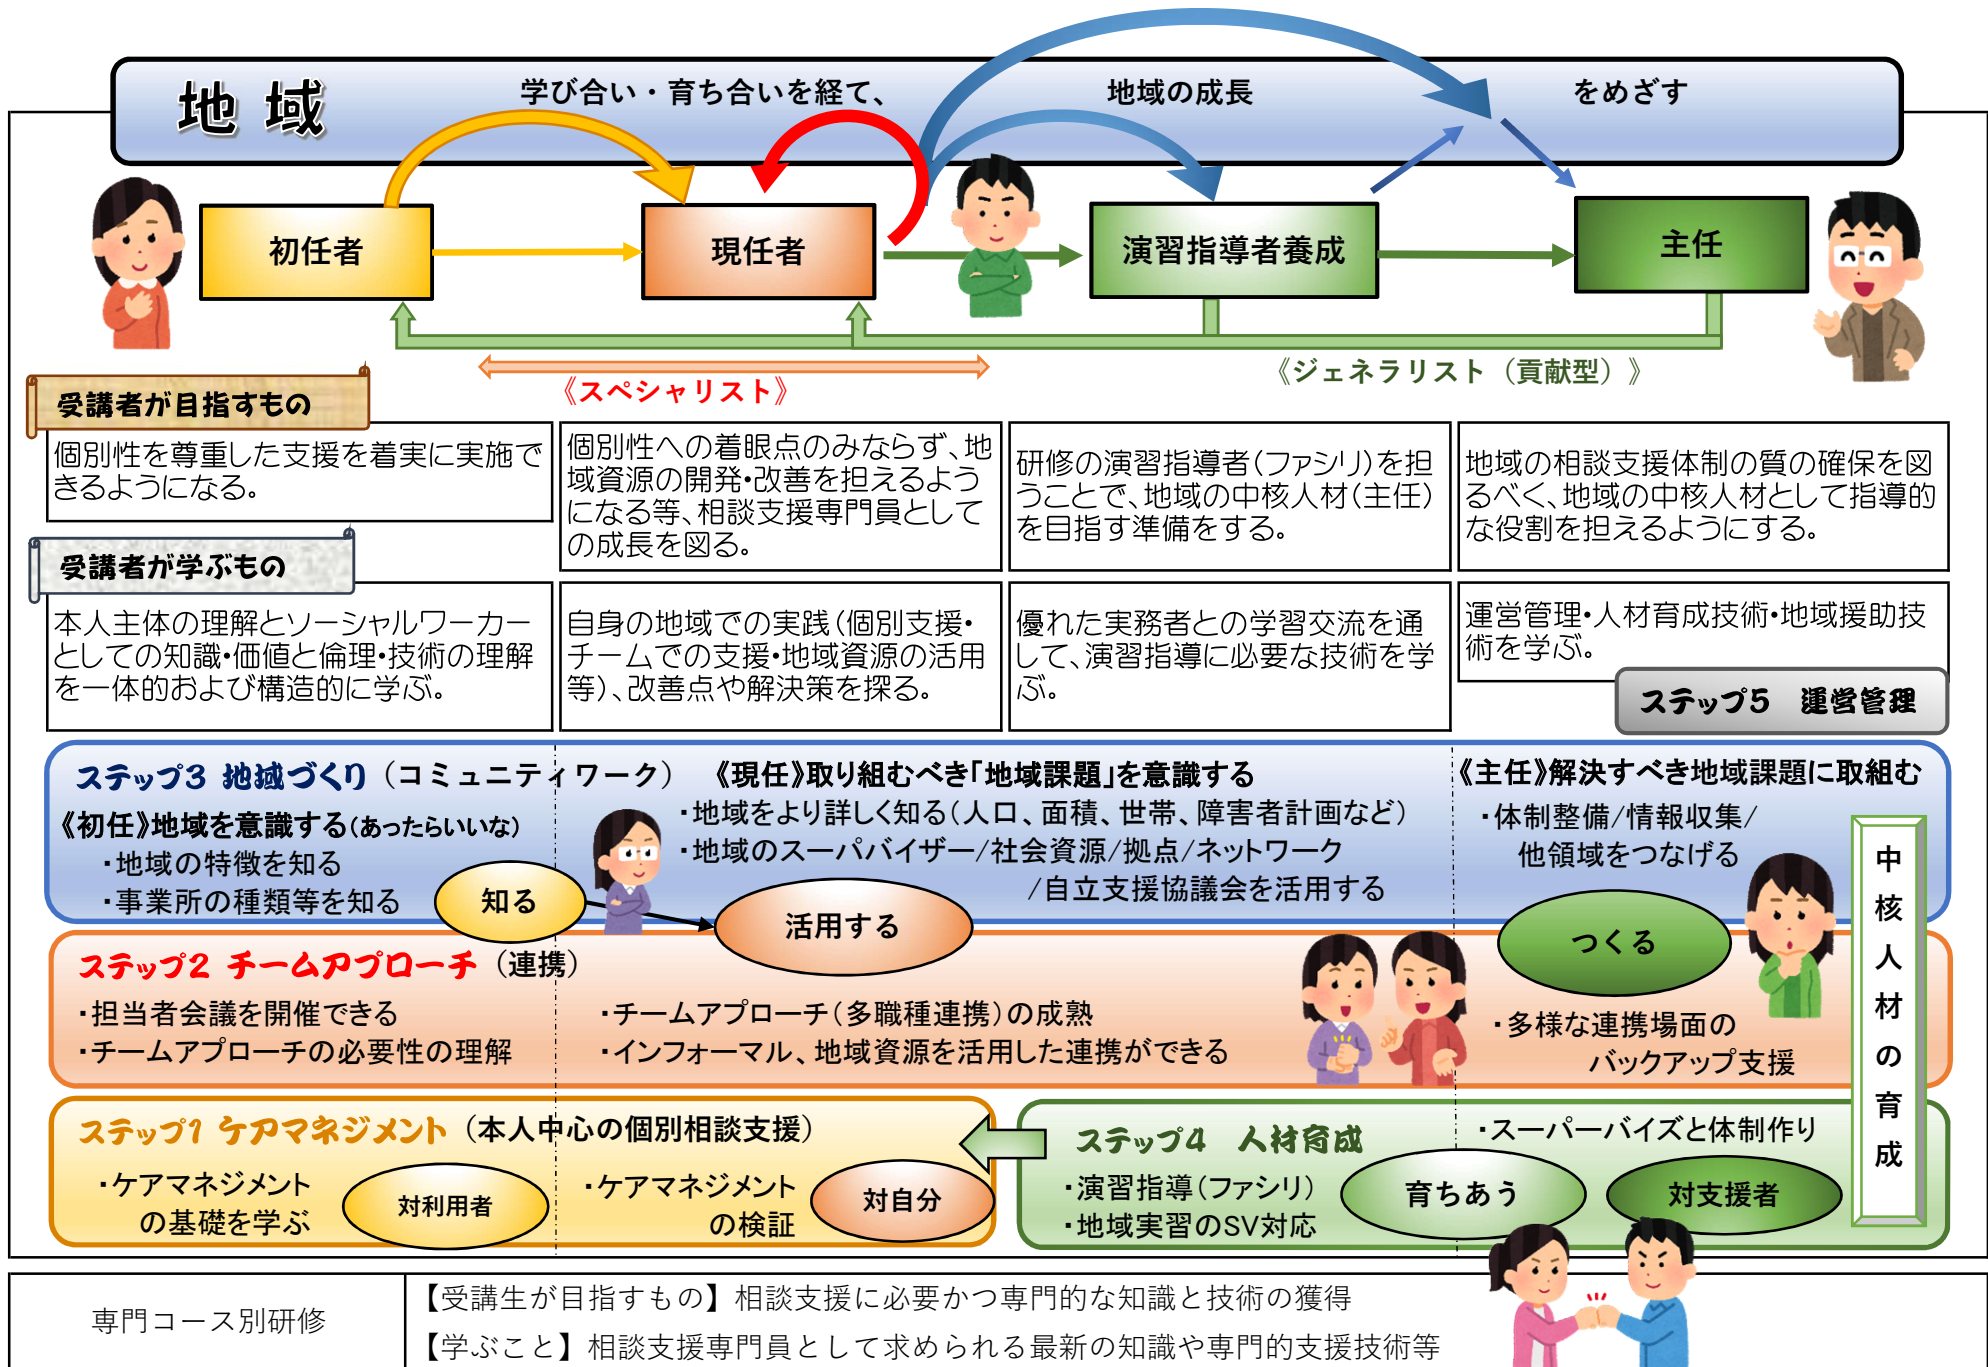 地 域
学び合い・育ち合いを経て、 地域の成長 をめざす
初任者
現任者
演習指導者養成
主任
《スペシャリスト》
《ジェネラリスト（貢献型）》
受講者が目指すもの
個別性を尊重した支援を着実に実施で
きるようになる。
個別性への着眼点のみならず、地
域資源の開発・改善を担えるよう
になる等、相談支援専門員として
の成長を図る。
研修の演習指導者(ファシリ)を担
うことで、地域の中核人材(主任)
を目指す準備をする。
地域の相談支援体制の質の確保を図
るべく、地域の中核人材として指導的
な役割を担えるようにする。
受講者が学ぶもの
本人主体の理解とソーシャルワーカー
としての知識・価値と倫理・技術の理解
を一体的および構造的に学ぶ。
自身の地域での実践(個別支援・
チームでの支援・地域資源の活用
等)、改善点や解決策を探る。
優れた実務者との学習交流を通
して、演習指導に必要な技術を学
ぶ。
運営管理・人材育成技術・地域援助技
術を学ぶ。
ステップ5　運営管理
ステップ3 地域づくり（コミュニティワーク）
《初任》地域を意識する(あったらいいな)
・地域の特徴を知る
・事業所の種類等を知る
知る
《現任》取り組むべき「地域課題」を意識する
・地域をより詳しく知る(人口、面積、世帯、障害者計画など)
・地域のスーパバイザー/社会資源/拠点/ネットワーク
/自立支援協議会を活用する
活用する
《主任》解決すべき地域課題に取組む
・体制整備/情報収集/
他領域をつなげる
つくる
中核人材の育成
ステップ2 チームアプローチ（連携）
・担当者会議を開催できる
・チームアプローチの必要性の理解
・チームアプローチ(多職種連携)の成熟
・インフォーマル、地域資源を活用した連携ができる
・多様な連携場面の
バックアップ支援
ステップ1 ケアマネジメント（本人中心の個別相談支援）
・ケアマネジメント
の基礎を学ぶ
対利用者
・ケアマネジメント
の検証
対自分
ステップ4　人材育成
・演習指導(ファシリ)
・地域実習のSV対応
育ちあう
・スーパーバイズと体制作り
対支援者
専門コース別研修
【受講生が目指すもの】相談支援に必要かつ専門的な知識と技術の獲得
【学ぶこと】相談支援専門員として求められる最新の知識や専門的支援技術等